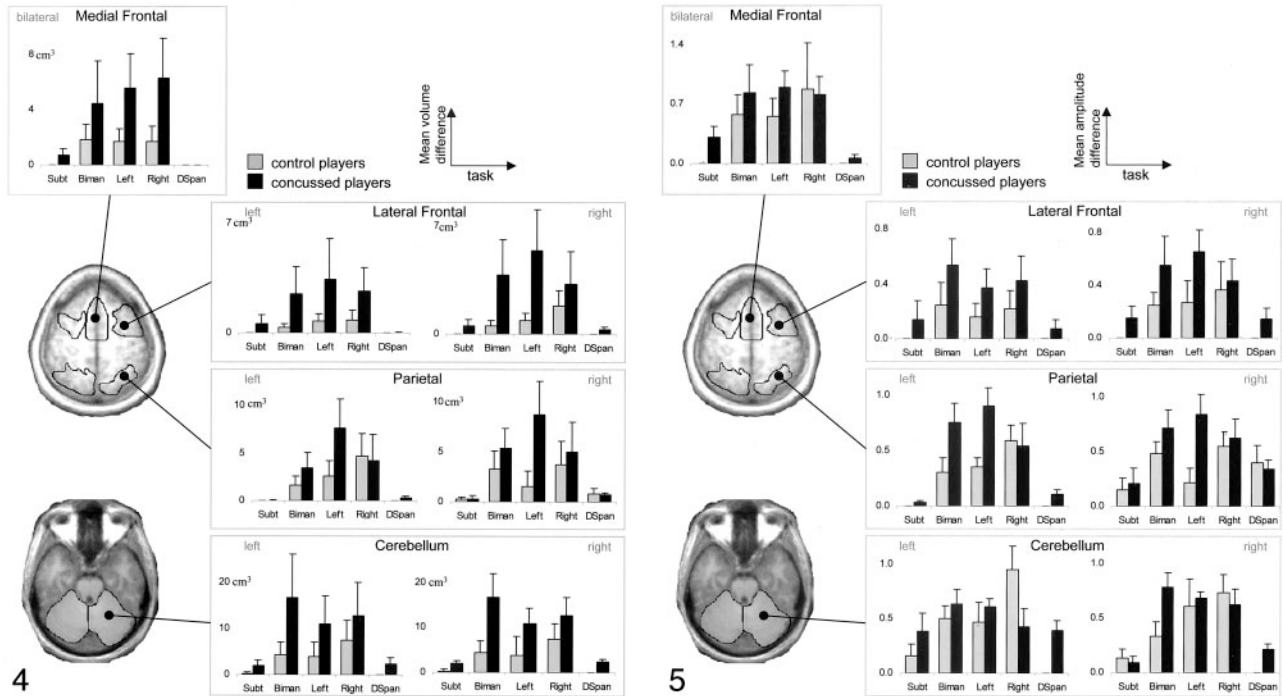 bilateral Medial Frontal
8 cm³
4
0
Subt Biman Left Right DSpan
Mean volume
difference
task
control players
concussed players
left Lateral Frontal right
7 cm³
0
Subt Biman Left Right DSpan
7 cm³
0
Subt Biman Left Right DSpan
left Parietal right
10 cm³
5
0
Subt Biman Left Right DSpan
10 cm³
5
0
Subt Biman Left Right DSpan
left Cerebellum right
20 cm³
10
0
Subt Biman Left Right DSpan
20 cm³
10
0
Subt Biman Left Right DSpan
4
bilateral Medial Frontal
1.4
0.7
0.0
Subt Biman Left Right DSpan
Mean amplitude
difference
task
control players
concussed players
left Lateral Frontal right
0.8
0.4
0.0
Subt Biman Left Right DSpan
0.8
0.4
0.0
Subt Biman Left Right DSpan
left Parietal right
1.0
0.5
0.0
Subt Biman Left Right DSpan
1.0
0.5
0.0
Subt Biman Left Right DSpan
left Cerebellum right
1.0
0.5
0.0
Subt Biman Left Right DSpan
1.0
0.5
0.0
Subt Biman Left Right DSpan
5